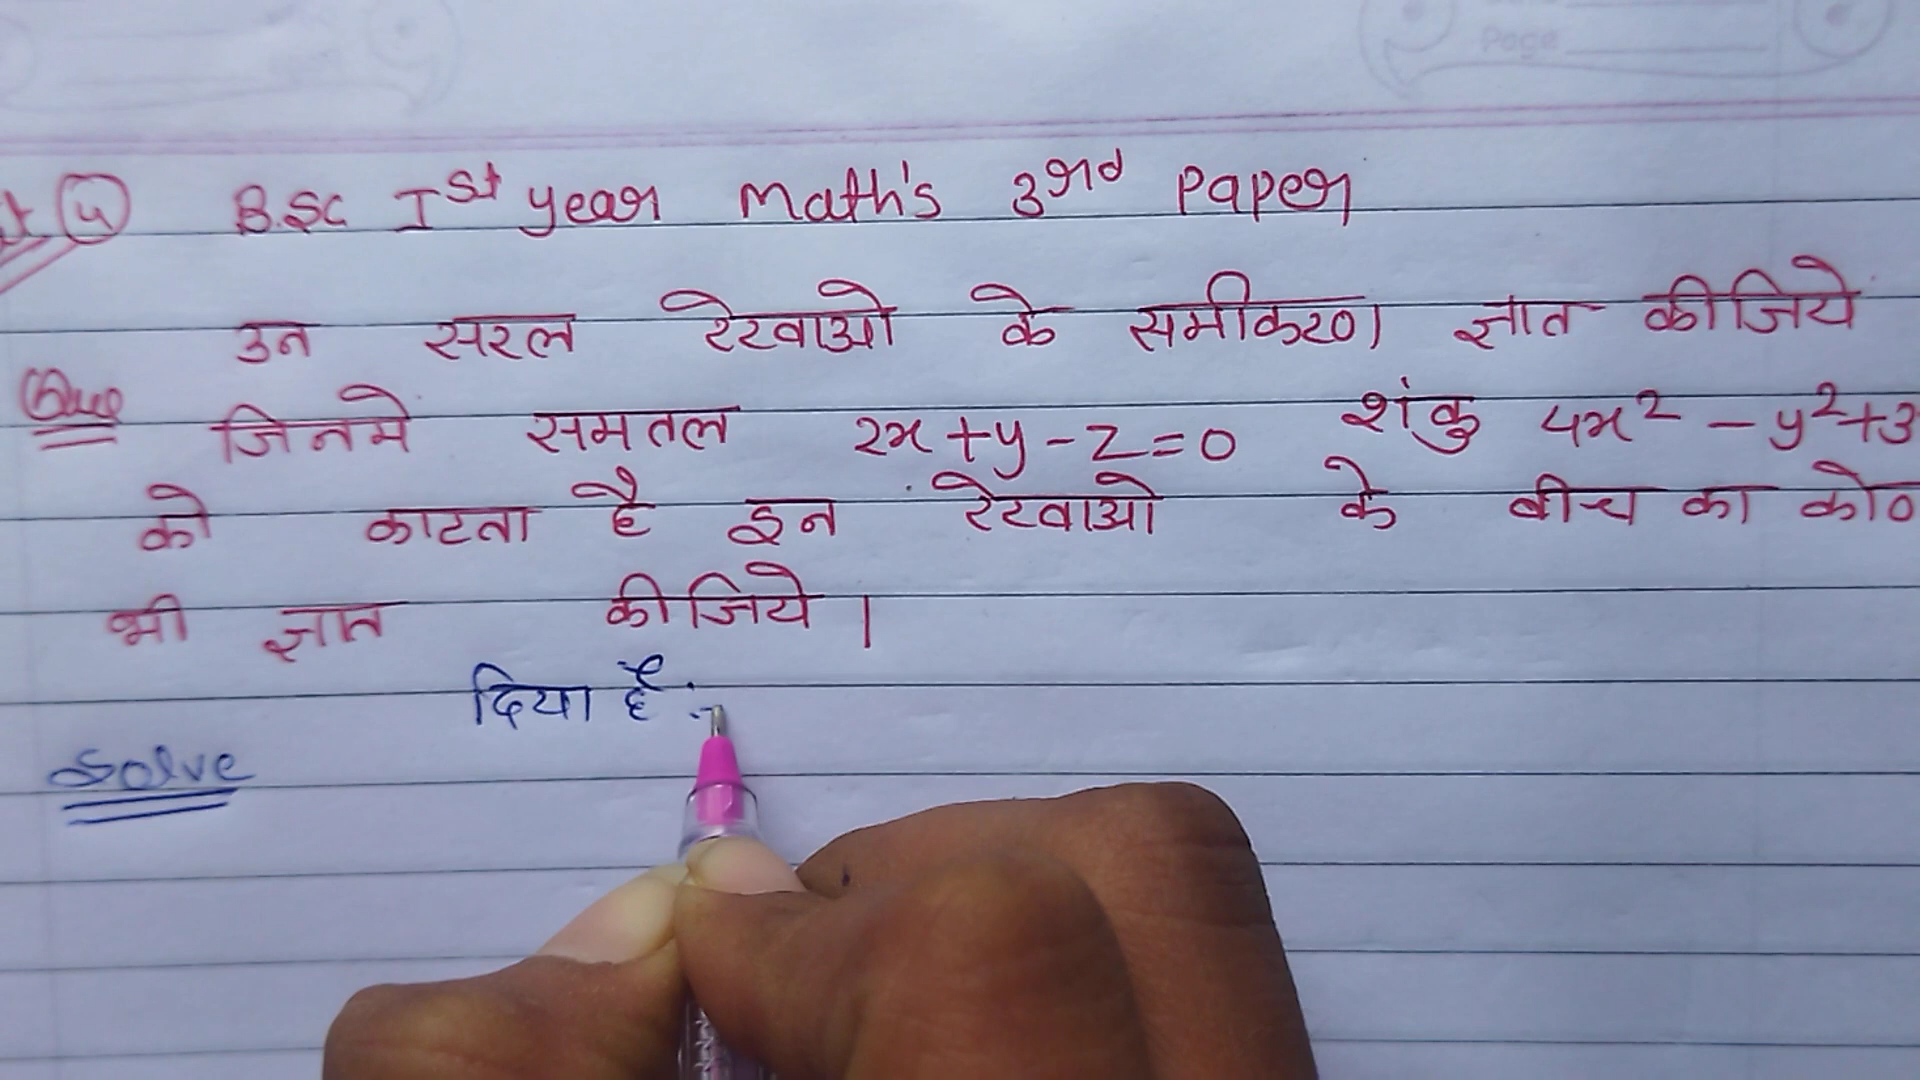 Page
B.Sc Ist year Math's 3rd Paper
उन सरल रेखाओ के समीकरण ज्ञात कीजिये
Que जिनमे समतल 2x+y-z=0 शंकु 4x²-y²+3
को काटता है इन रेखाओ के बीच का को
भी ज्ञात कीजिये ।
दिया है :-
Solve